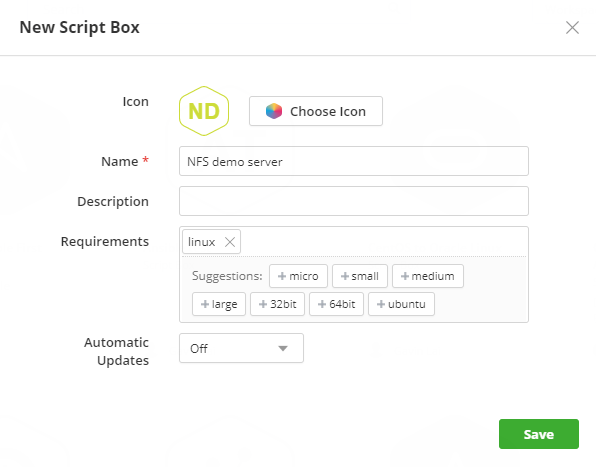 New Script Box
Icon
ND
Choose Icon
Name *
NFS demo server
Description
Requirements
linux
Suggestions: + micro + small + medium
+ large + 32bit + 64bit + ubuntu
Automatic
Updates
Off
Save